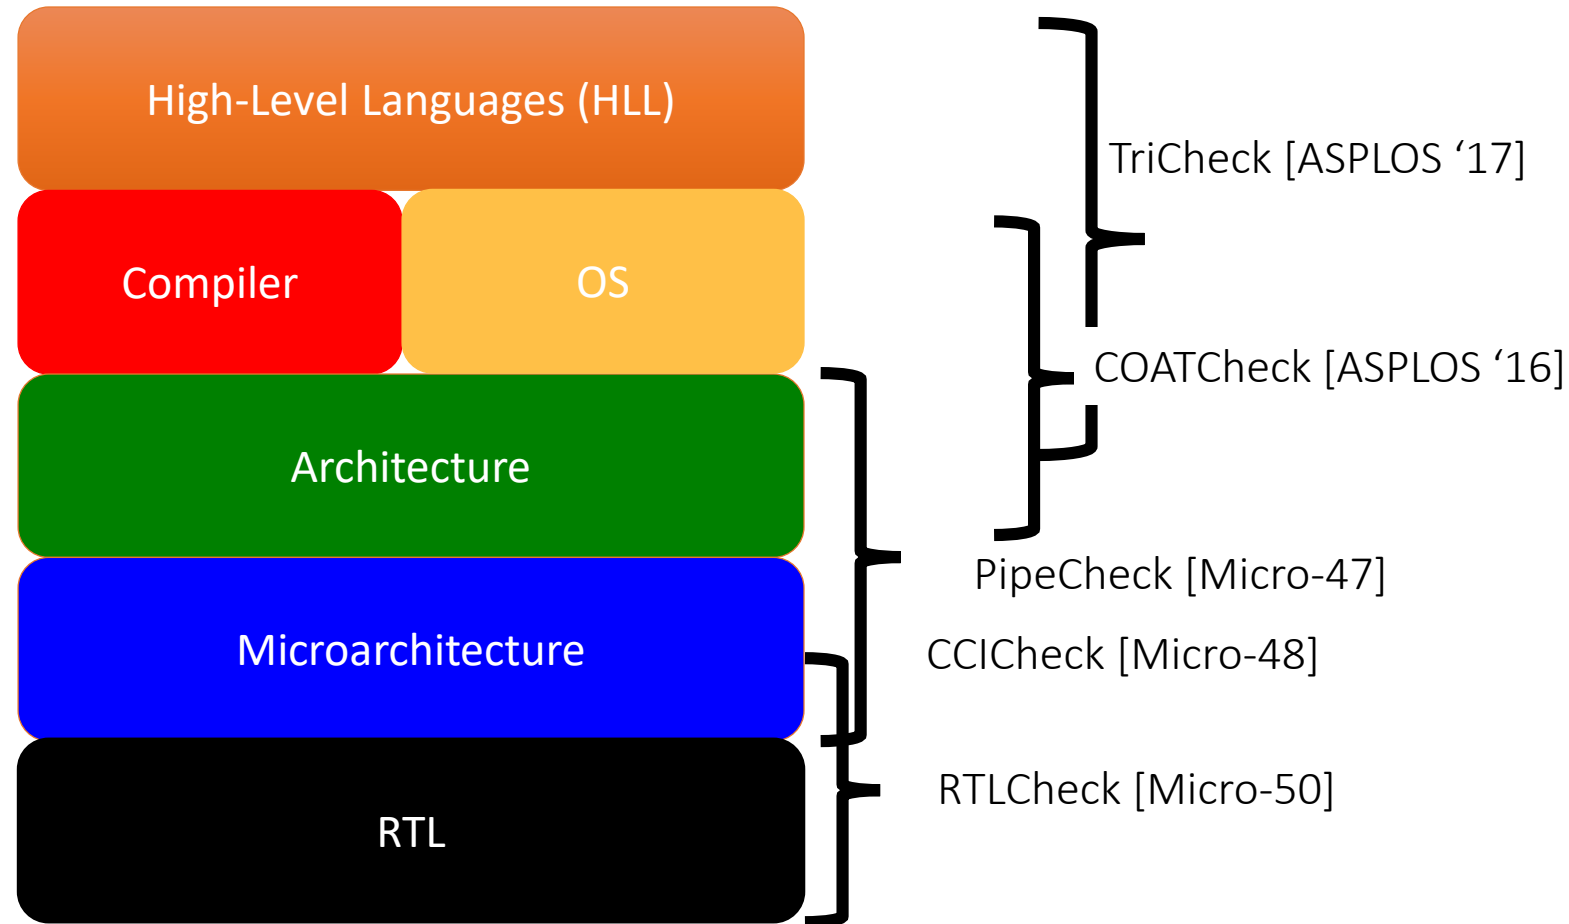 High-Level Languages (HLL)
TriCheck [ASPLOS ‘17]
Compiler
OS
COATCheck [ASPLOS ‘16]
Architecture
PipeCheck [Micro-47]
Microarchitecture
CCICheck [Micro-48]
RTLCheck [Micro-50]
RTL